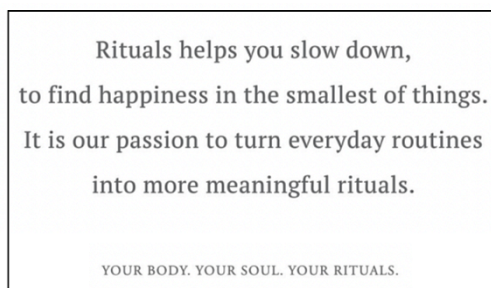 Rituals helps you slow down,
to find happiness in the smallest of things.
It is our passion to turn everyday routines
into more meaningful rituals.
YOUR BODY. YOUR SOUL. YOUR RITUALS.